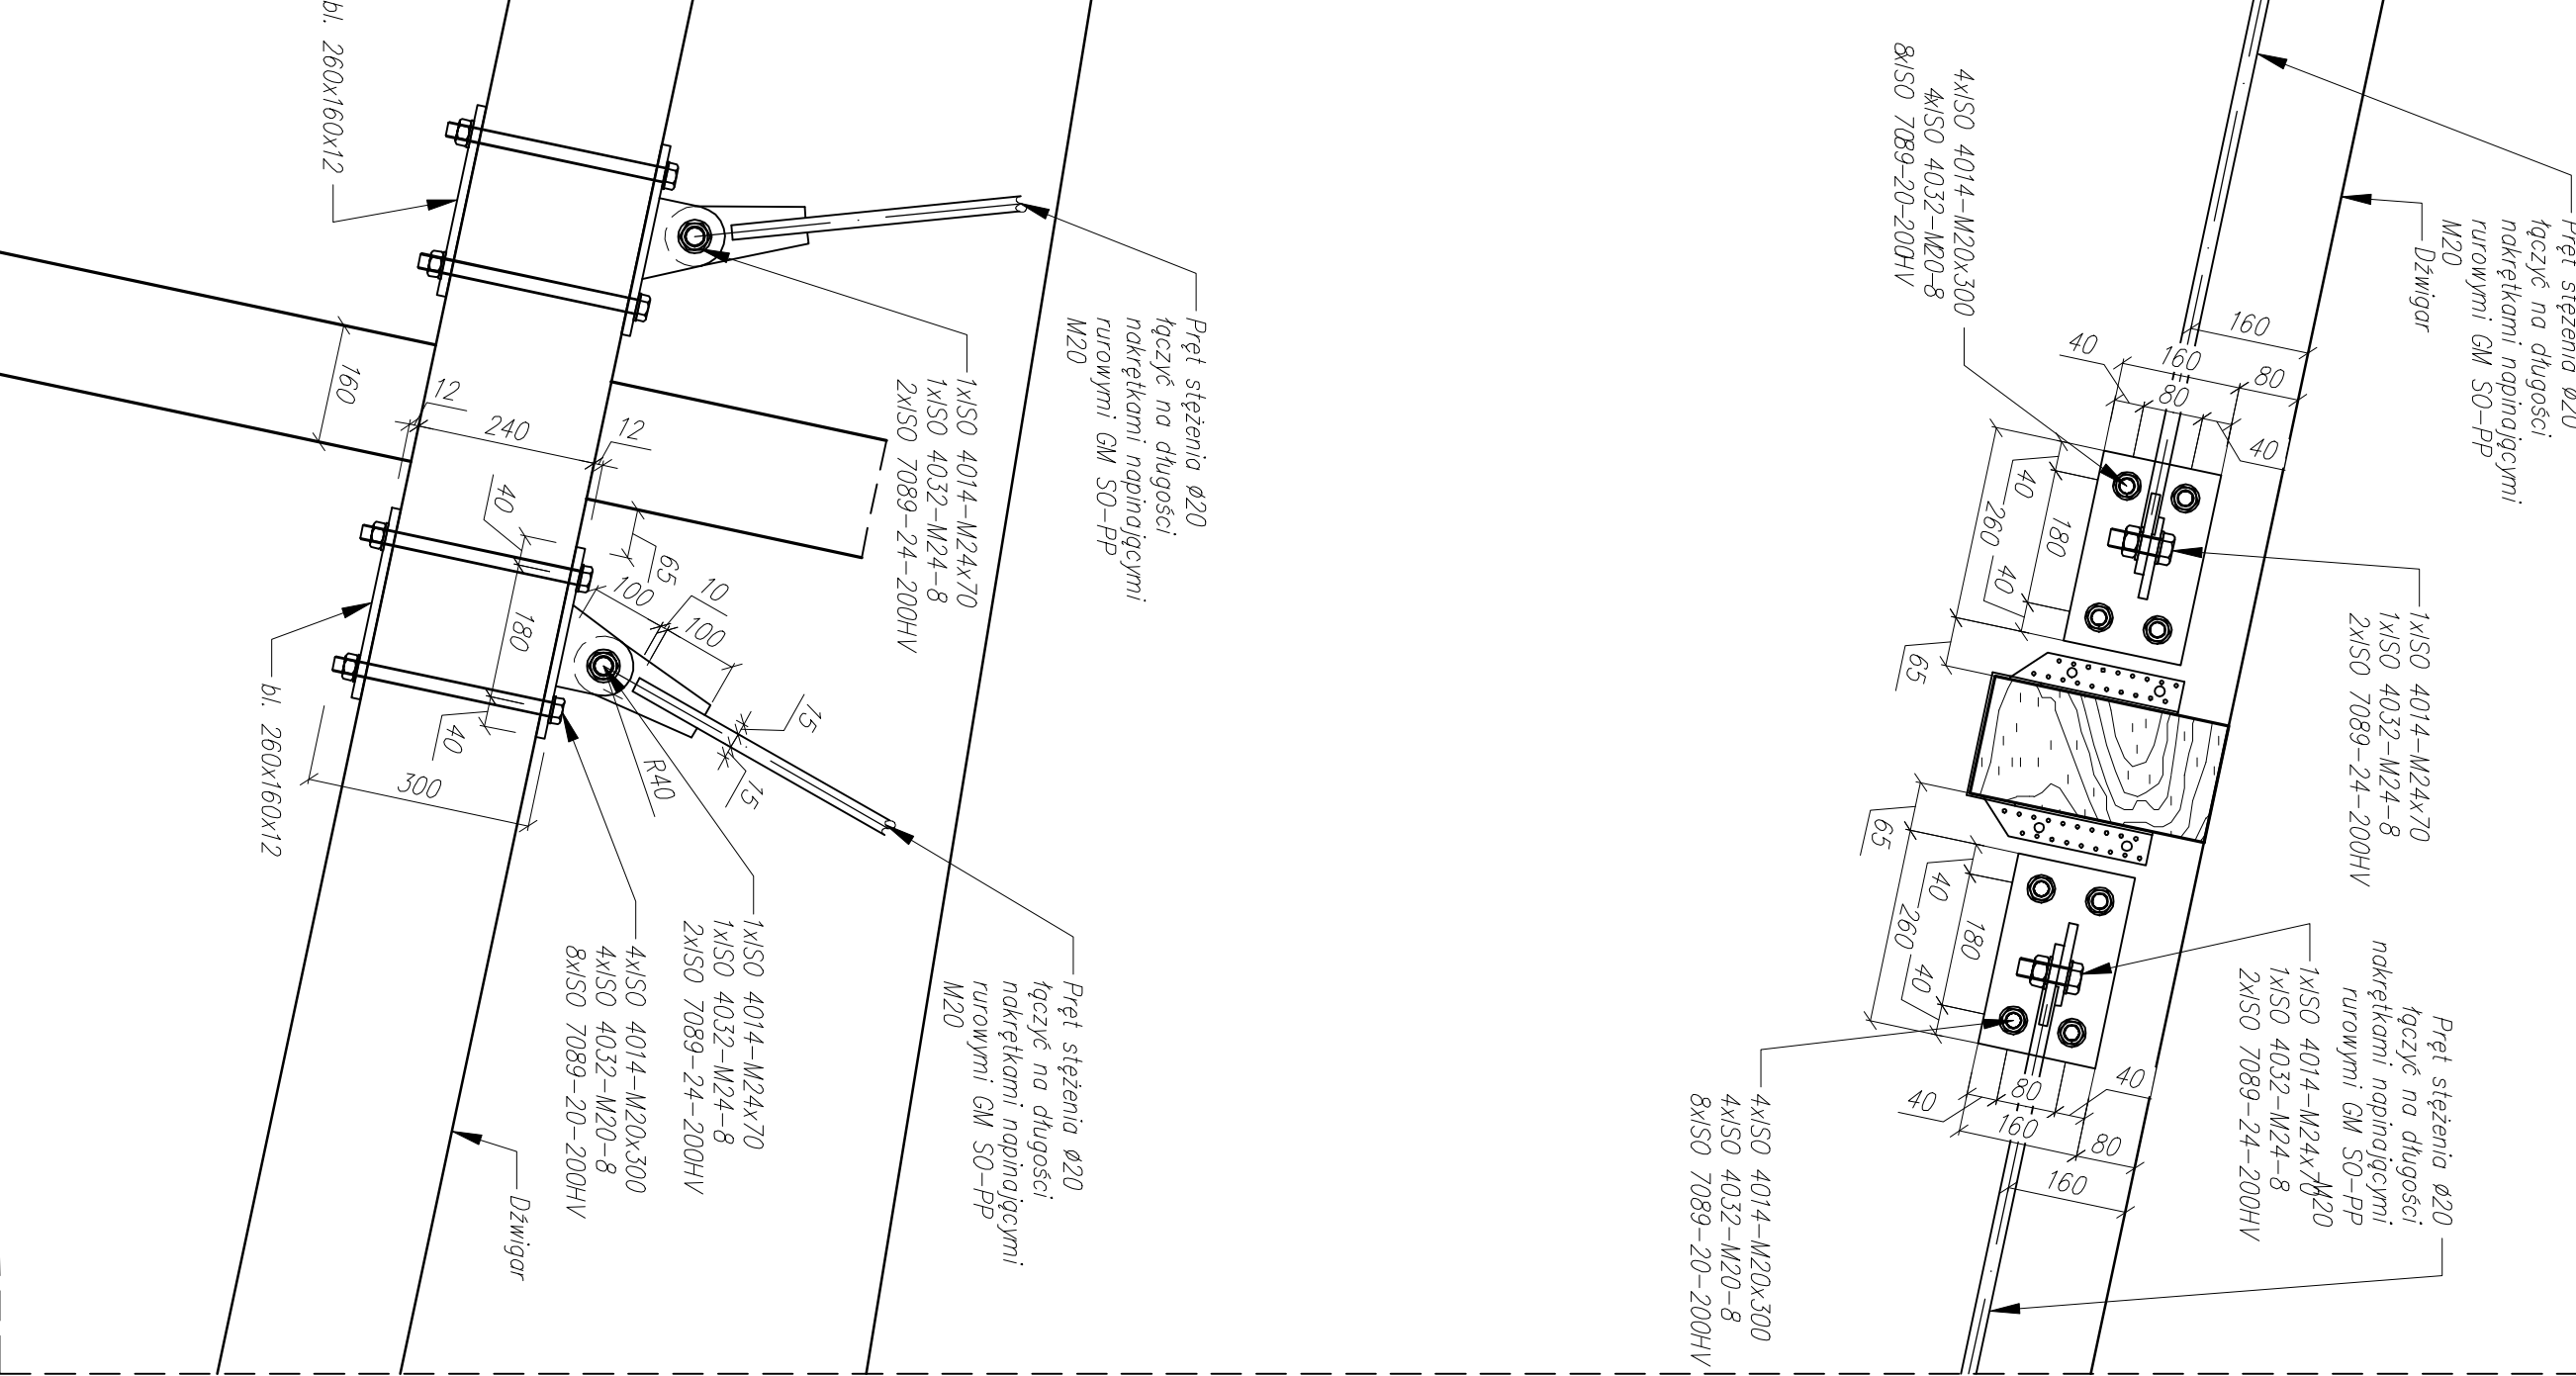 Pręt stężenia ø20
łączyć na długości
nakrętkami napinającymi
rurowymi GM SO-PP
M20
Dźwigar
4xISO 4014-M20x300
4xISO 4032-M20-8
8xISO 7089-20-200HV
160
160
40
80
80
40
40
180
40
260
65
1xISO 4014-M24x70
1xISO 4032-M24-8
2xISO 7089-24-200HV
Pręt stężenia ø20
łączyć na długości
nakrętkami napinającymi
rurowymi GM SO-PP
M20
1xISO 4014-M24x70
1xISO 4032-M24-8
2xISO 7089-24-200HV
65
40
180
40
260
40
80
40
160
80
160
4xISO 4014-M20x300
4xISO 4032-M20-8
8xISO 7089-20-200HV
Pręt stężenia ø20
łączyć na długości
nakrętkami napinającymi
rurowymi GM SO-PP
M20
1xISO 4014-M24x70
1xISO 4032-M24-8
2xISO 7089-24-200HV
bl. 260x160x12
160
12
240
12
65
40
180
40
100
10
100
15
15
R40
300
bl. 260x160x12
Pręt stężenia ø20
łączyć na długości
nakrętkami napinającymi
rurowymi GM SO-PP
M20
1xISO 4014-M24x70
1xISO 4032-M24-8
2xISO 7089-24-200HV
4xISO 4014-M20x300
4xISO 4032-M20-8
8xISO 7089-20-200HV
Dźwigar